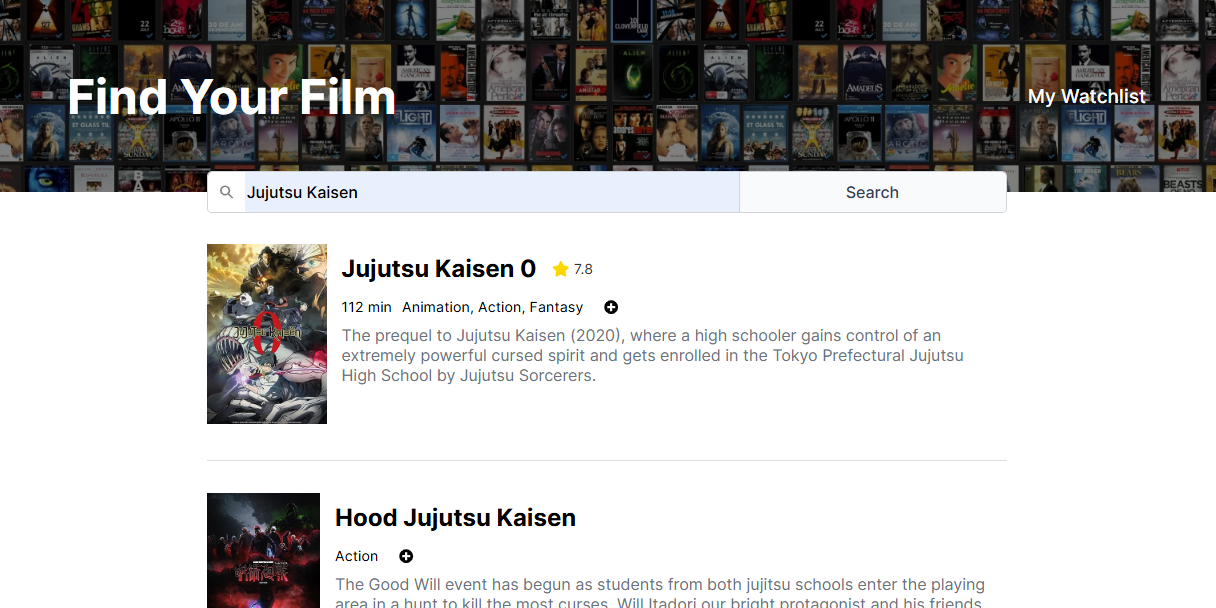 Find Your Film
My Watchlist
Jujutsu Kaisen
Search
Jujutsu Kaisen 0
7.8
112 min Animation, Action, Fantasy
The prequel to Jujutsu Kaisen (2020), where a high schooler gains control of an
extremely powerful cursed spirit and gets enrolled in the Tokyo Prefectural Jujutsu
High School by Jujutsu Sorcerers.
Hood Jujutsu Kaisen
Action
The Good Will event has begun as students from both jujitsu schools enter the playing
area in a hunt to kill the most curses. Will Itadori our bright protagonist and his friends